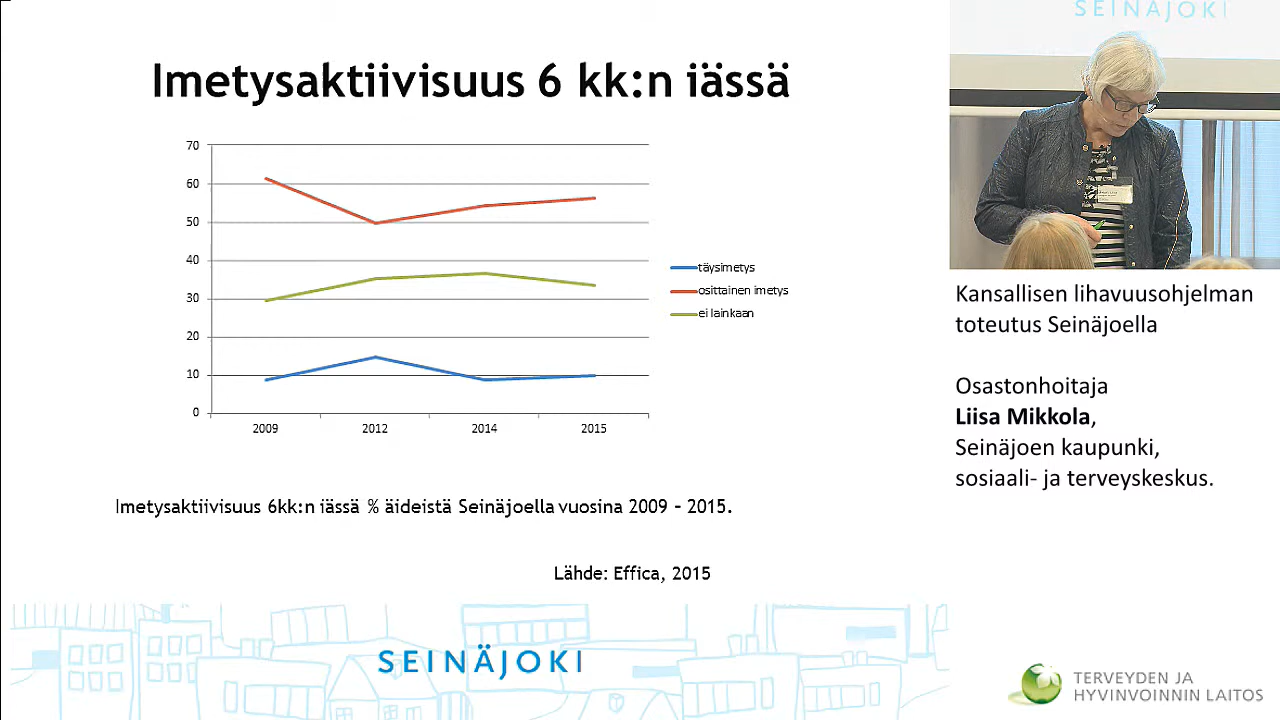 Imetysaktiivisuus 6 kk:n iässä
70
60
50
40
30
20
10
0
2009 2012 2014 2015
täysimetys
osittainen imetys
ei lainkaan
Imetysaktiivisuus 6kk:n iässä % äideistä Seinäjoella vuosina 2009 - 2015.
Lähde: Effica, 2015
SEINÄJOKI
SEINÄJOKI
Kansallisen lihavuusohjelman
toteutus Seinäjoella
Osastonhoitaja
Liisa Mikkola,
Seinäjoen kaupunki,
sosiaali- ja terveyskeskus.
TERVEYDEN JA
HYVINVOINNIN LAITOS